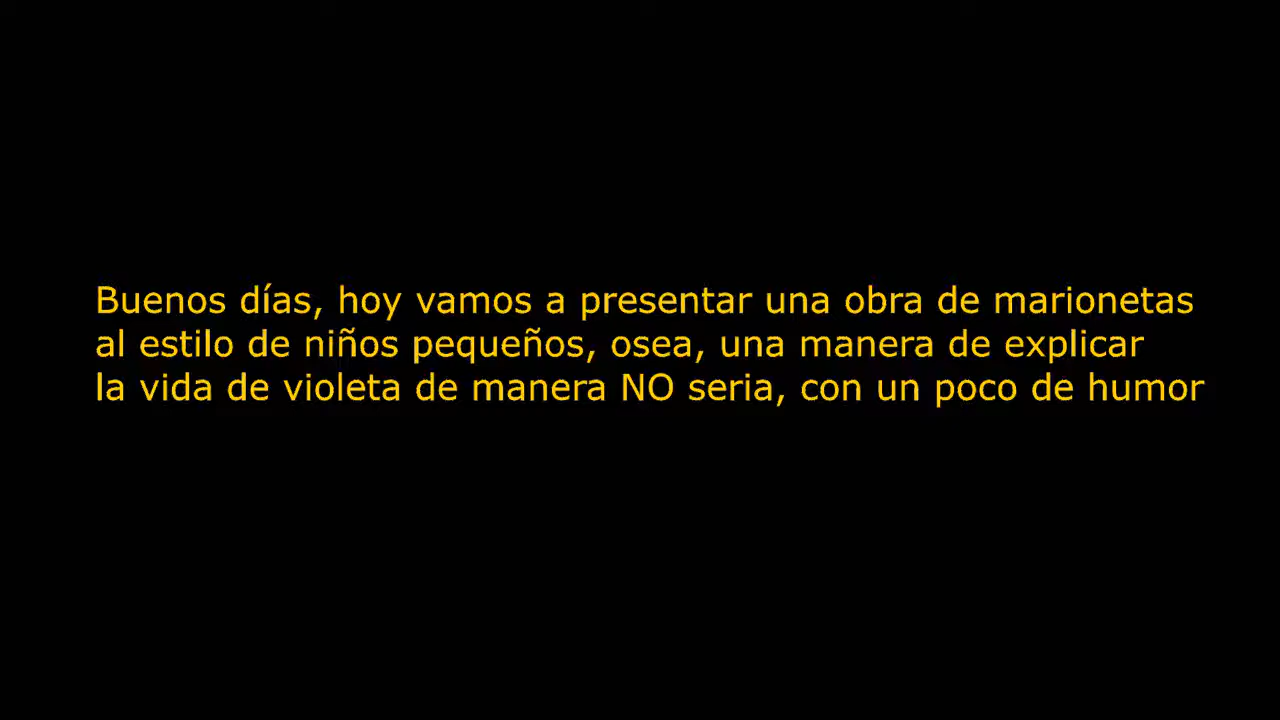 Buenos días, hoy vamos a presentar una obra de marionetas
al estilo de niños pequeños, osea, una manera de explicar
la vida de violeta de manera NO seria, con un poco de humor